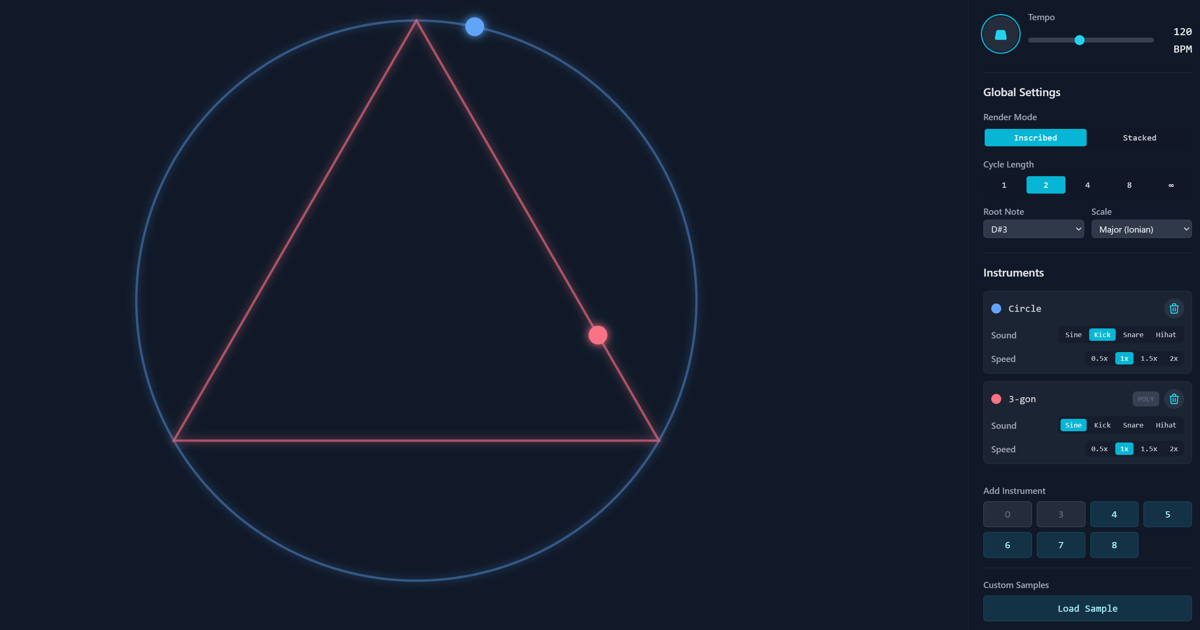 Tempo
120
BPM
Global Settings
Render Mode
Inscribed Stacked
Cycle Length
1 2 4 8 ∞
Root Note Scale
D#3 Major (Ionian)
Instruments
Circle
Sound Sine Kick Snare Hihat
Speed 0.5x 1x 1.5x 2x
3-gon POLY
Sound Sine Kick Snare Hihat
Speed 0.5x 1x 1.5x 2x
Add Instrument
0 3 4 5
6 7 8
Custom Samples
Load Sample